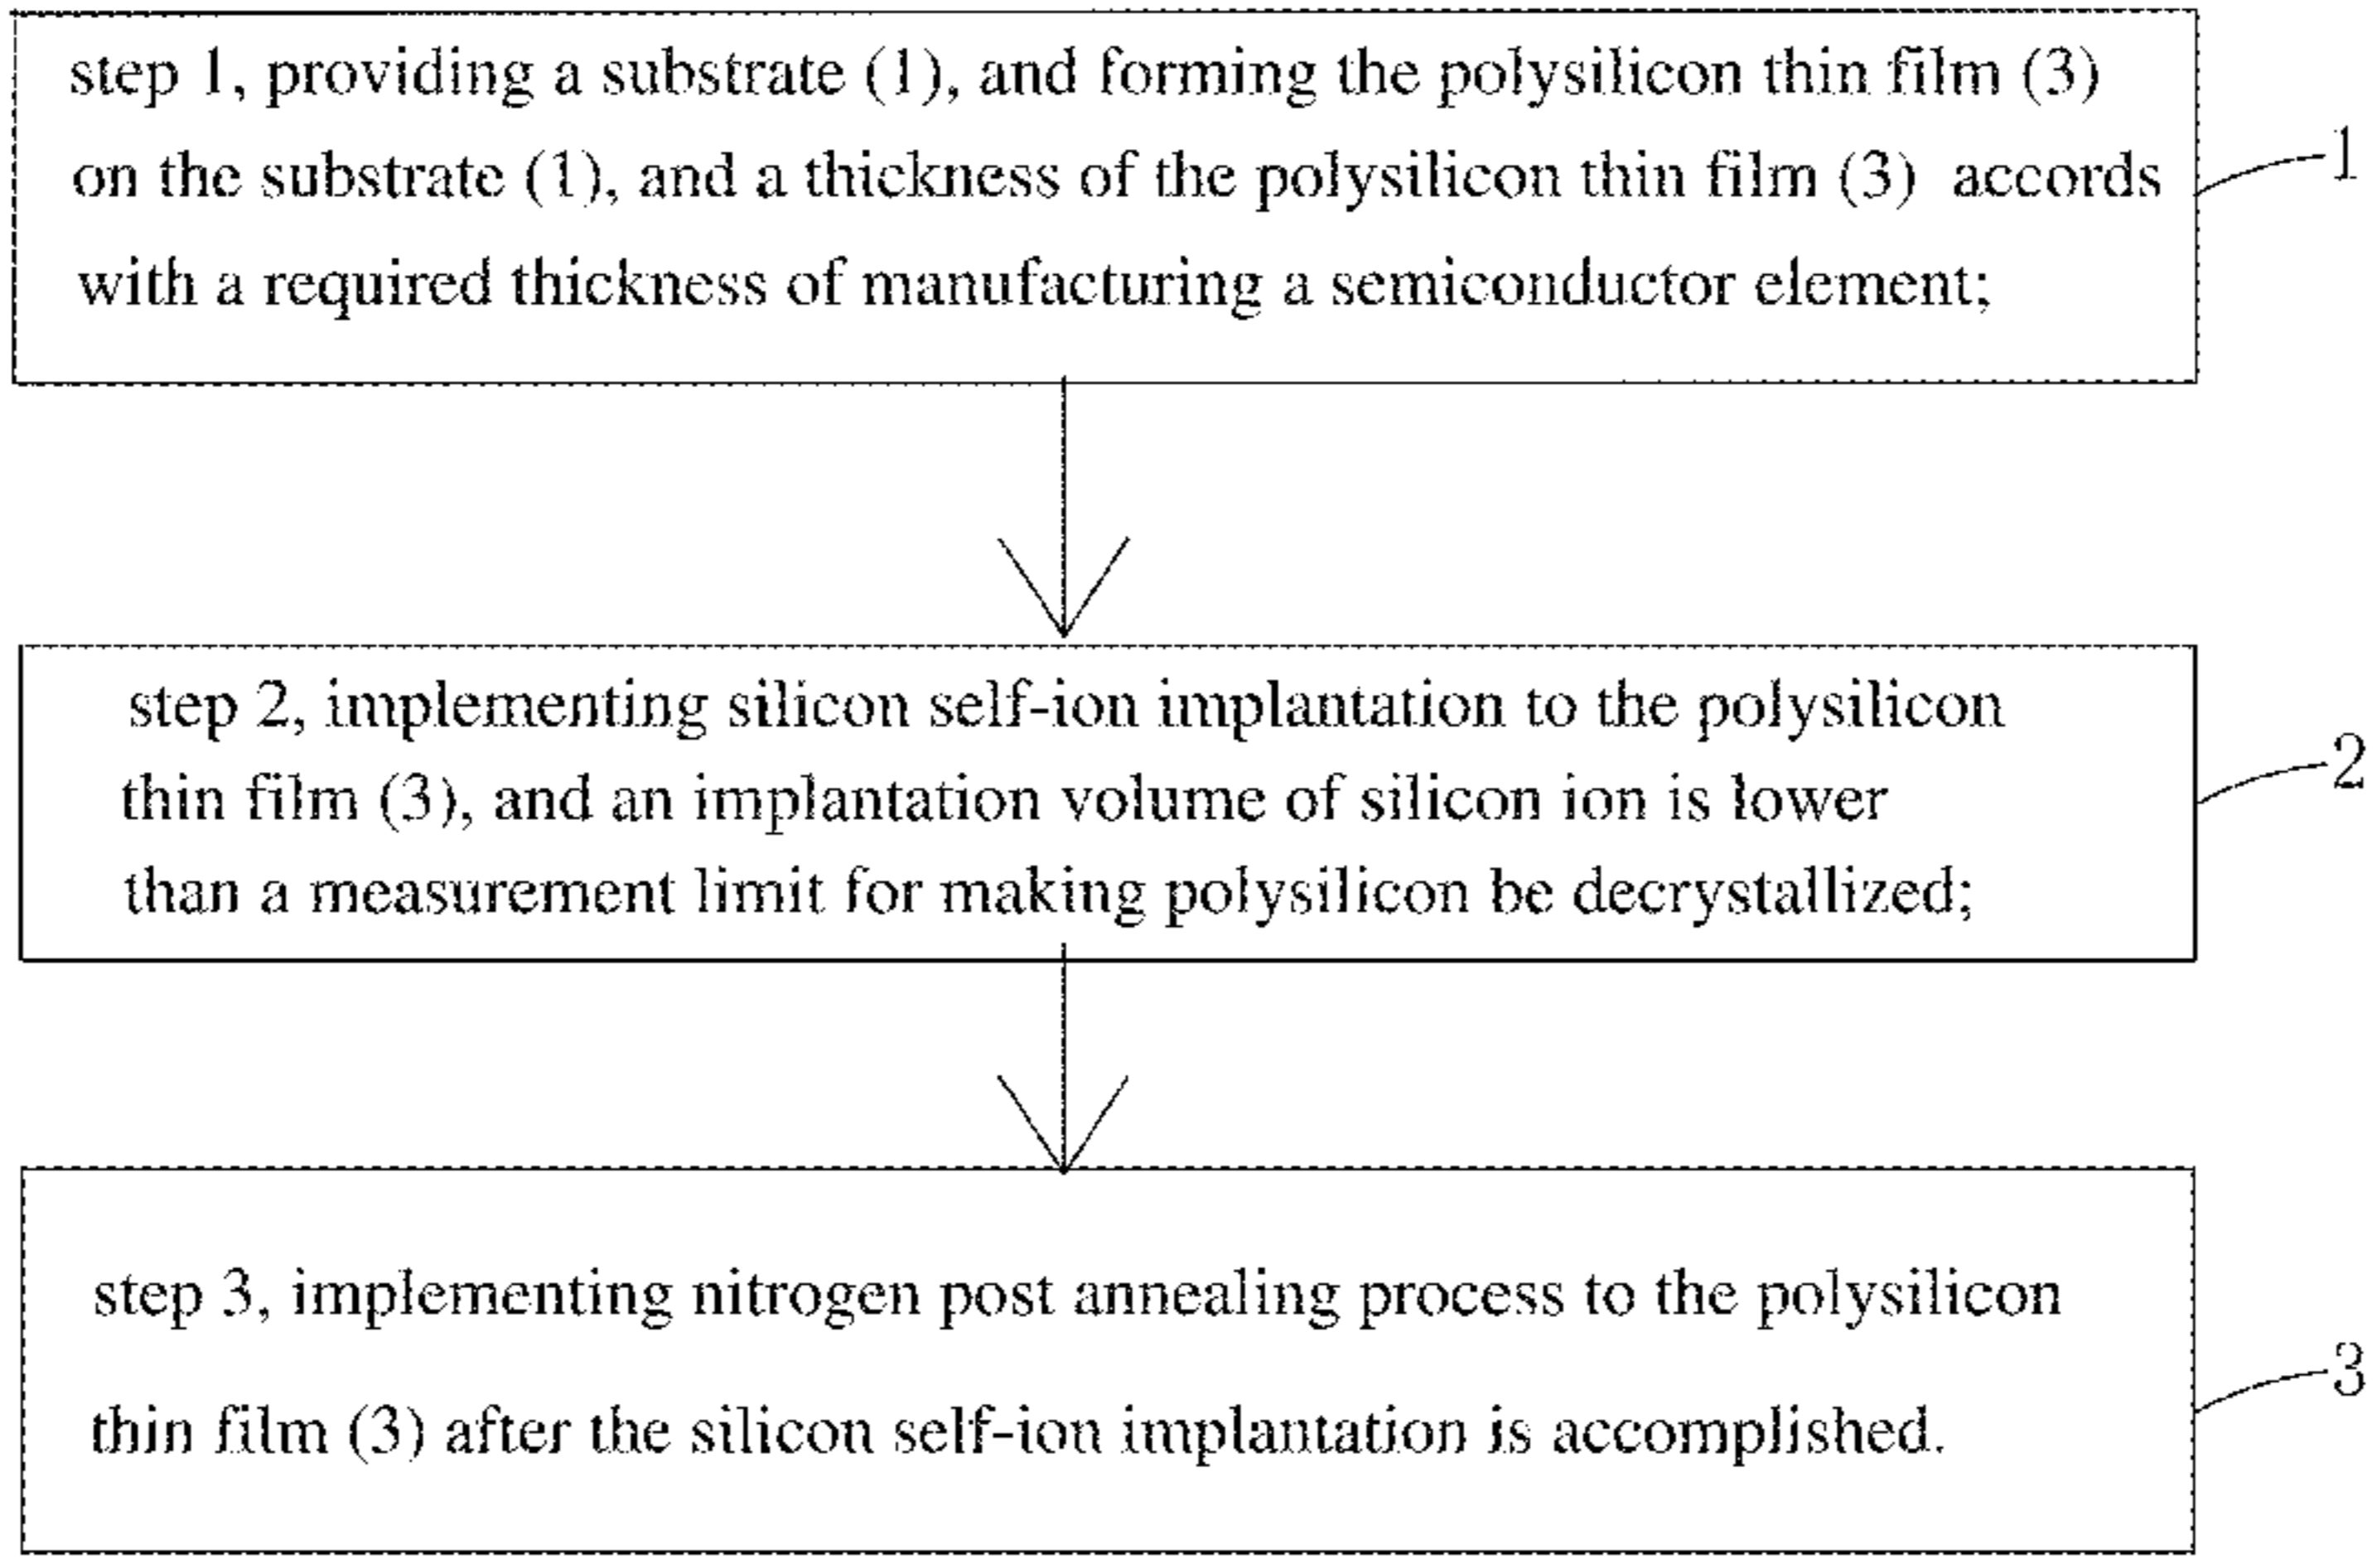 step 1, providing a substrate (1), and forming the polysilicon thin film (3)
on the substrate (1), and a thickness of the polysilicon thin film (3) accords
with a required thickness of manufacturing a semiconductor element;
1
step 2, implementing silicon self-ion implantation to the polysilicon
thin film (3), and an implantation volume of silicon ion is lower
than a measurement limit for making polysilicon be decrystallized;
2
step 3, implementing nitrogen post annealing process to the polysilicon
thin film (3) after the silicon self-ion implantation is accomplished.
3